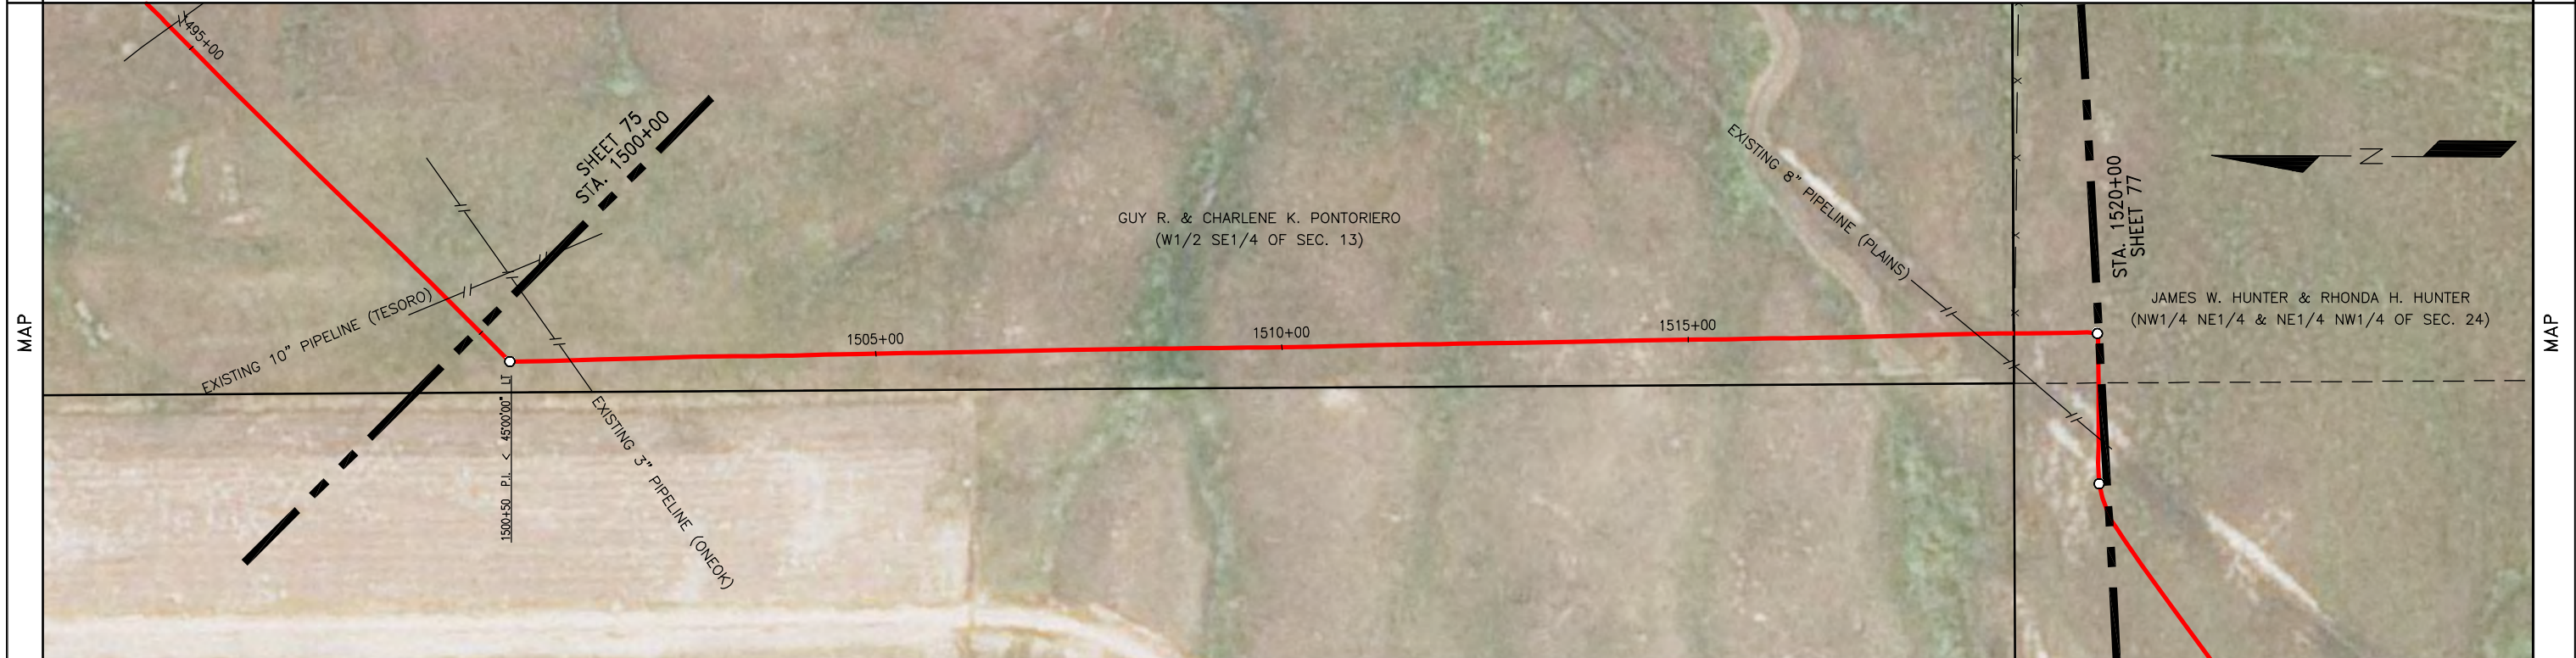 MAP
1495+00
SHEET 75
STA. 1500+00
EXISTING 10" PIPELINE (TESORO)
1500+50 P.I. < 45°00'00" LT
EXISTING 3" PIPELINE (ONEOK)
1505+00
GUY R. & CHARLENE K. PONTORIERO
(W1/2 SE1/4 OF SEC. 13)
1510+00
1515+00
EXISTING 8" PIPELINE (PLAINS)
STA. 1520+00
SHEET 77
N
JAMES W. HUNTER & RHONDA H. HUNTER
(NW1/4 NE1/4 & NE1/4 NW1/4 OF SEC. 24)
MAP